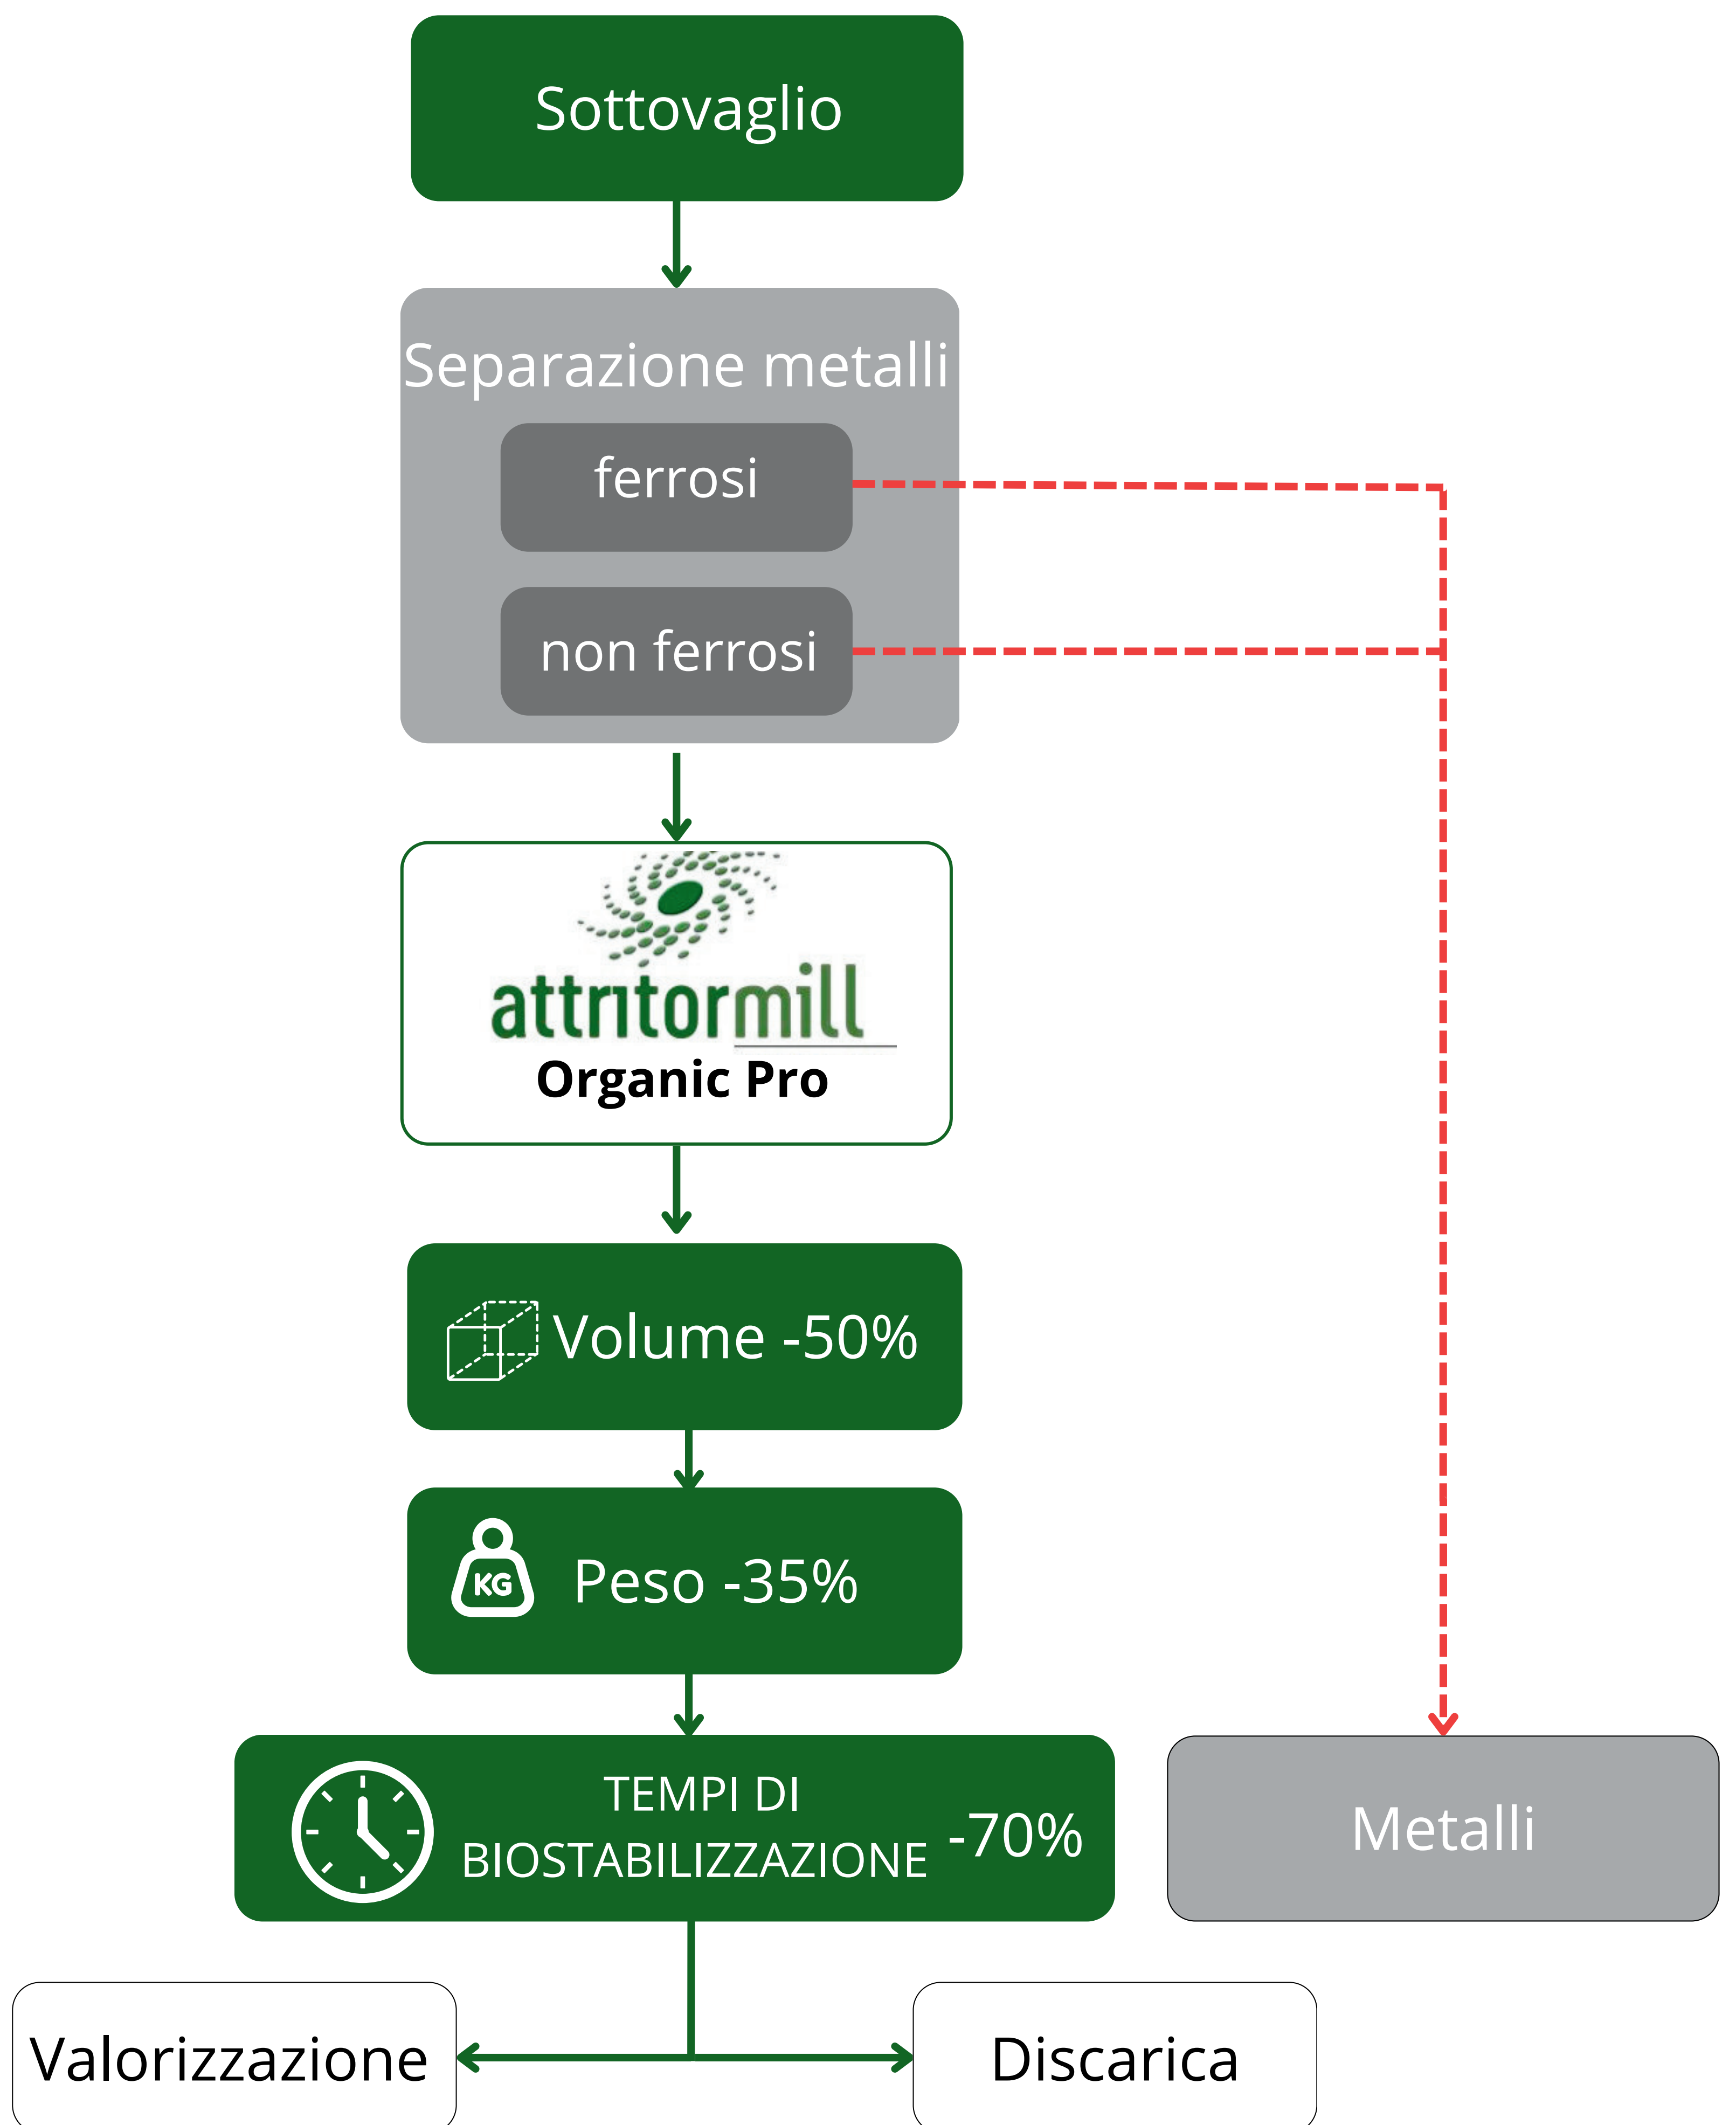 Sottovaglio
Separazione metalli
ferrosi
non ferrosi
attritormill
Organic Pro
Volume -50%
KG
Peso -35%
TEMPI DI
BIOSTABILIZZAZIONE -70%
Metalli
Valorizzazione
Discarica